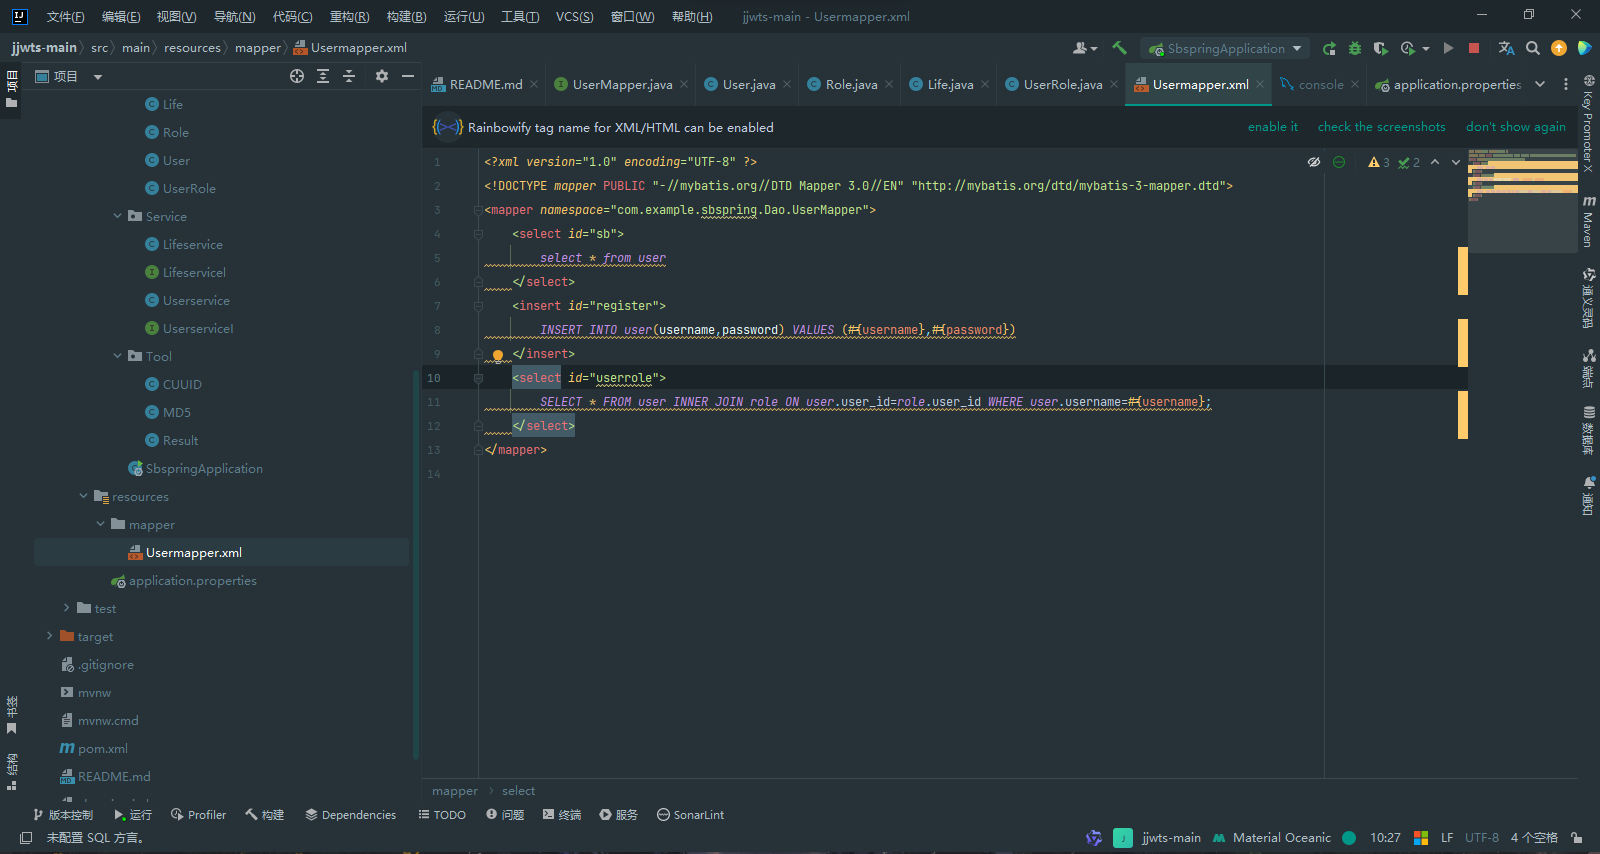 文件(F) 编辑(E) 视图(V) 导航(N) 代码(C) 重构(R) 构建(B) 运行(U) 工具(T) VCS(S) 窗口(W) 帮助(H) jjwts-main - Usermapper.xml
jjwts-main src main resources mapper Usermapper.xml
SbspringApplication
项目
项目
README.md UserMapper.java User.java Role.java Life.java UserRole.java Usermapper.xml console application.properties
Rainbowify tag name for XML/HTML can be enabled enable it check the screenshots don't show again
Life
Role
User
UserRole
Service
Lifeservice
LifeserviceI
Userservice
UserserviceI
Tool
CUUID
MD5
Result
SbspringApplication
resources
mapper
Usermapper.xml
application.properties
test
target
.gitignore
mvnw
mvnw.cmd
pom.xml
README.md
1 <?xml version="1.0" encoding="UTF-8" ?>
2 <!DOCTYPE mapper PUBLIC "-//mybatis.org//DTD Mapper 3.0//EN" "http://mybatis.org/dtd/mybatis-3-mapper.dtd">
3 <mapper namespace="com.example.sbspring.Dao.UserMapper">
4 <select id="sb">
5 select * from user
6 </select>
7 <insert id="register">
8 INSERT INTO user(username,password) VALUES (#{username},#{password})
9 </insert>
10 <select id="userrole">
11 SELECT * FROM user INNER JOIN role ON user.user_id=role.user_id WHERE user.username=#{username};
12 </select>
13 </mapper>
14
3 2
Key Promoter X
Maven
通义灵码
端点
数据库
通知
书签
结构
mapper select
版本控制 运行 Profiler 构建 Dependencies TODO 问题 终端 服务 SonarLint
未配置 SQL 方言。
J jjwts-main Material Oceanic 10:27 LF UTF-8 4 个空格